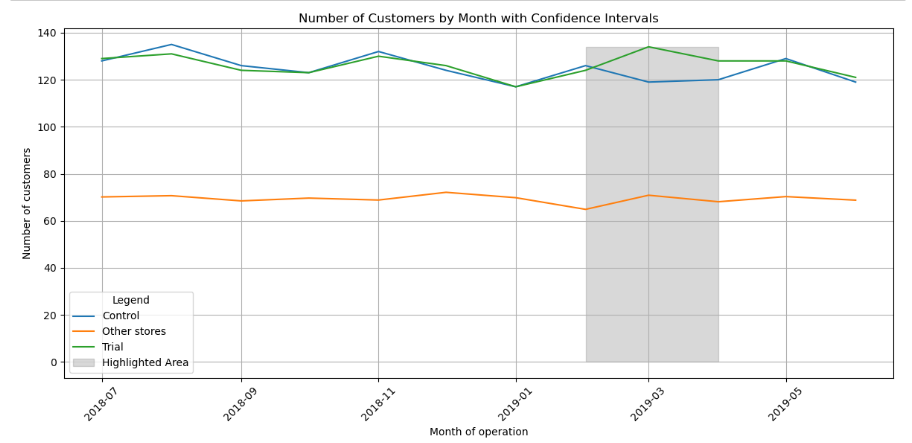 Number of Customers by Month with Confidence Intervals
140
120
100
80
60
40
20
0
Number of customers
Legend
Control
Other stores
Trial
Highlighted Area
2018-07
2018-09
2018-11
2019-01
2019-03
2019-05
Month of operation